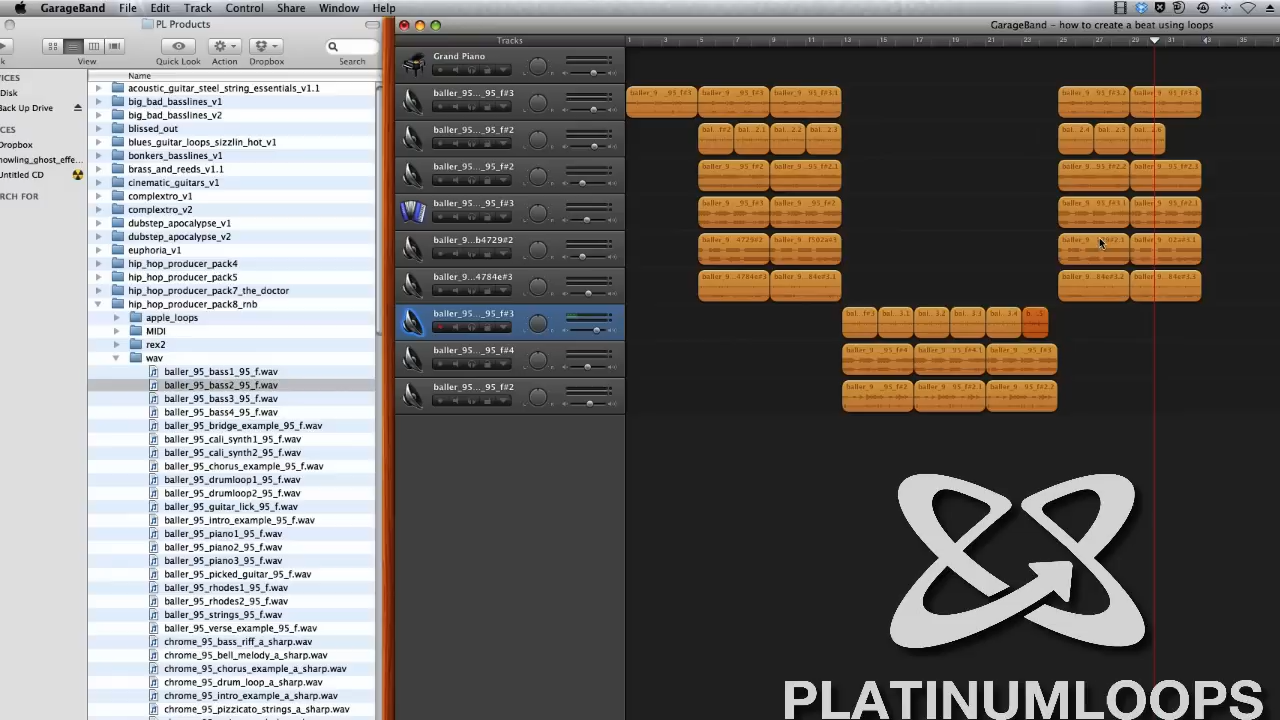 GarageBand File Edit Track Control Share Window Help
PL Products
View Quick Look Action Dropbox Search
Name
Disk
Back Up Drive
Dropbox
howling_ghost_effe...
Untitled CD
acoustic_guitar_steel_string_essentials_v1.1
big_bad_basslines_v1
big_bad_basslines_v2
blissed_out
blues_guitar_loops_sizzlin_hot_v1
bonkers_basslines_v1
brass_and_reeds_v1.1
cinematic_guitars_v1
complextro_v1
complextro_v2
dubstep_apocalypse_v1
dubstep_apocalypse_v2
euphoria_v1
hip_hop_producer_pack4
hip_hop_producer_pack5
hip_hop_producer_pack7_the_doctor
hip_hop_producer_pack8_rnb
apple_loops
MIDI
rex2
wav
baller_95_bass1_95_f.wav
baller_95_bass2_95_f.wav
baller_95_bass3_95_f.wav
baller_95_bass4_95_f.wav
baller_95_bridge_example_95_f.wav
baller_95_cali_synth1_95_f.wav
baller_95_cali_synth2_95_f.wav
baller_95_chorus_example_95_f.wav
baller_95_drumloop1_95_f.wav
baller_95_drumloop2_95_f.wav
baller_95_guitar_lick_95_f.wav
baller_95_intro_example_95_f.wav
baller_95_piano1_95_f.wav
baller_95_piano2_95_f.wav
baller_95_piano3_95_f.wav
baller_95_picked_guitar_95_f.wav
baller_95_rhodes1_95_f.wav
baller_95_rhodes2_95_f.wav
baller_95_strings_95_f.wav
baller_95_verse_example_95_f.wav
chrome_95_bass_riff_a_sharp.wav
chrome_95_bell_melody_a_sharp.wav
chrome_95_chorus_example_a_sharp.wav
chrome_95_drum_loop_a_sharp.wav
chrome_95_intro_example_a_sharp.wav
chrome_95_pizzicato_strings_a_sharp.wav
GarageBand - how to create a beat using loops
Tracks
Grand Piano
baller_95..._95_f#3
baller_95..._95_f#2
baller_95..._95_f#2
baller_95..._95_f#3
baller_9...b4729#2
baller_9...4784e#3
baller_95..._95_f#3
baller_95..._95_f#4
baller_95..._95_f#2
PLATINUMLOOPS